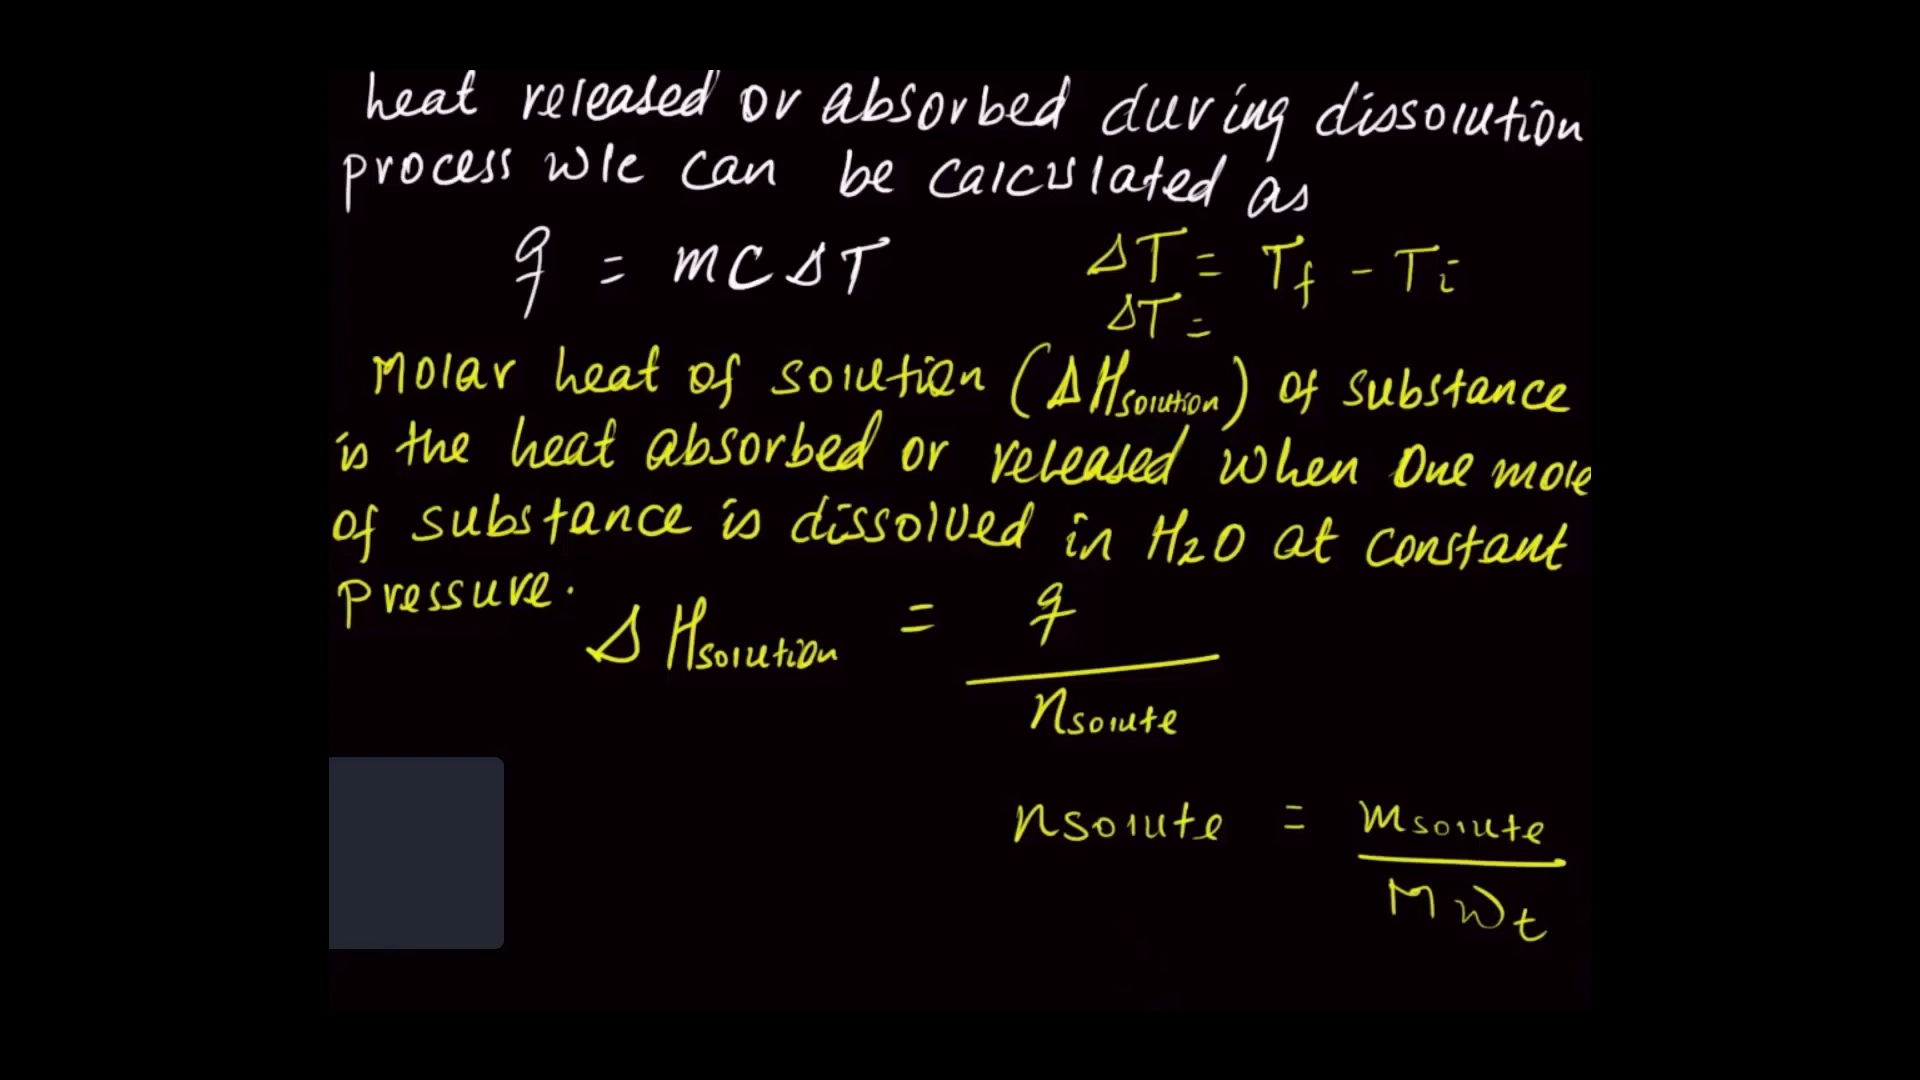 heat released or absorbed during dissolution
process wle can be calculated as
q = mCΔT ΔT = Tf - Ti
ΔT =
Molar heat of solution (ΔHsolution) of substance
is the heat absorbed or released when One mole
of substance is dissolved in H2O at constant
pressure.
ΔHsolution = q
nsolute
nsolute = msolute
MWt